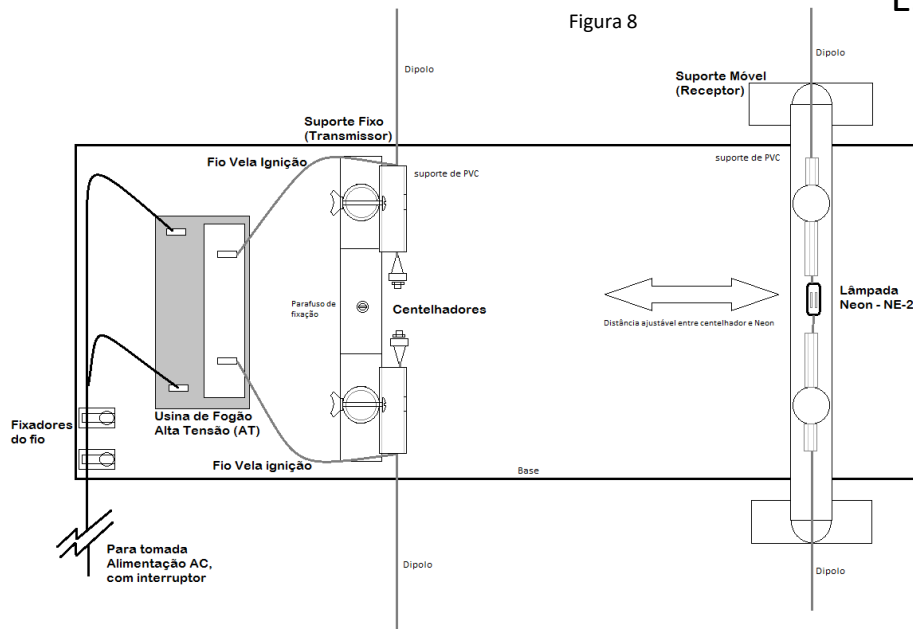 Figura 8
E
Dipolo
Dipolo
Suporte Móvel
(Receptor)
Suporte Fixo
(Transmissor)
Fio Vela Ignição
suporte de PVC
suporte de PVC
Parafuso de
fixação
Centelhadores
Lâmpada
Neon - NE-2
Distância ajustável entre centelhador e Neon
Usina de Fogão
Alta Tensão (AT)
Fixadores
do fio
Fio Vela ignição
Base
Para tomada
Alimentação AC,
com interruptor
Dipolo
Dipolo